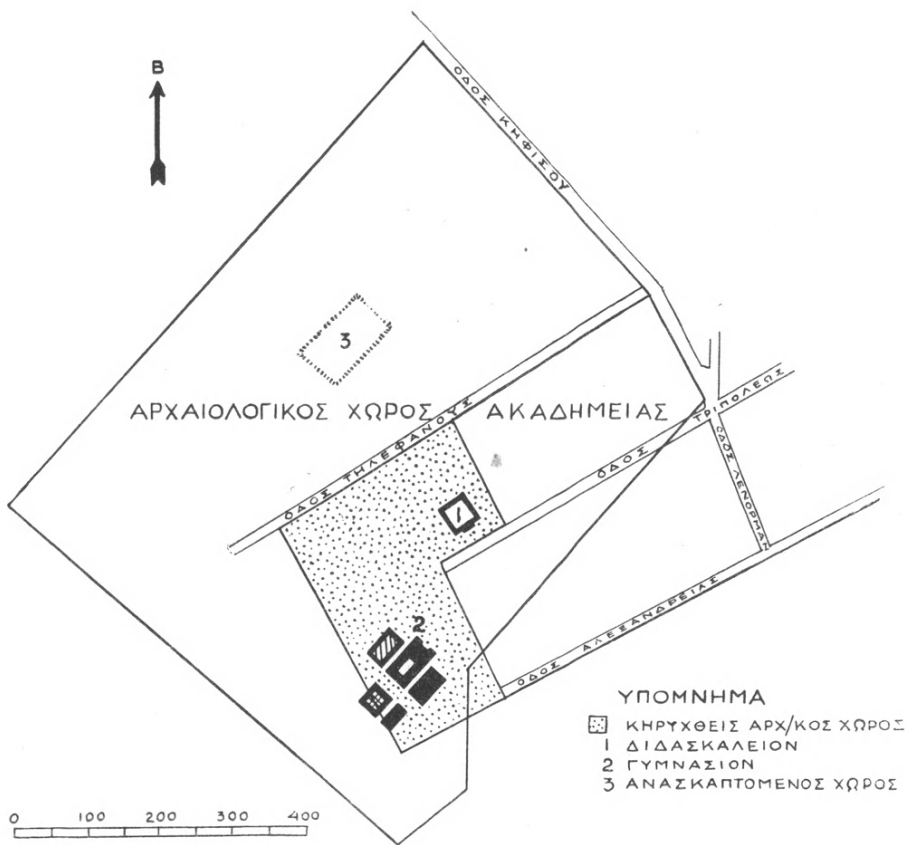 Β
ΟΔΟΣ ΚΗΦΙΣΟΥ
3
ΑΡΧΑΙΟΛΟΓΙΚΟΣ ΧΩΡΟΣ ΑΚΑΔΗΜΕΙΑΣ
ΟΔΟΣ ΤΗΛΕΦΑΝΟΥΣ
ΟΔΟΣ ΤΡΙΠΟΛΕΩΣ
ΟΔΟΣ ΛΕΝΟΡΜΑΝ
1
2
ΟΔΟΣ ΑΛΕΞΑΝΔΡΕΙΑΣ
ΥΠΟΜΝΗΜΑ
ΚΗΡΥΧΘΕΙΣ ΑΡΧ/ΚΟΣ ΧΩΡΟΣ
1 ΔΙΔΑΣΚΑΛΕΙΟΝ
2 ΓΥΜΝΑΣΙΟΝ
3 ΑΝΑΣΚΑΠΤΟΜΕΝΟΣ ΧΩΡΟΣ
0 100 200 300 400